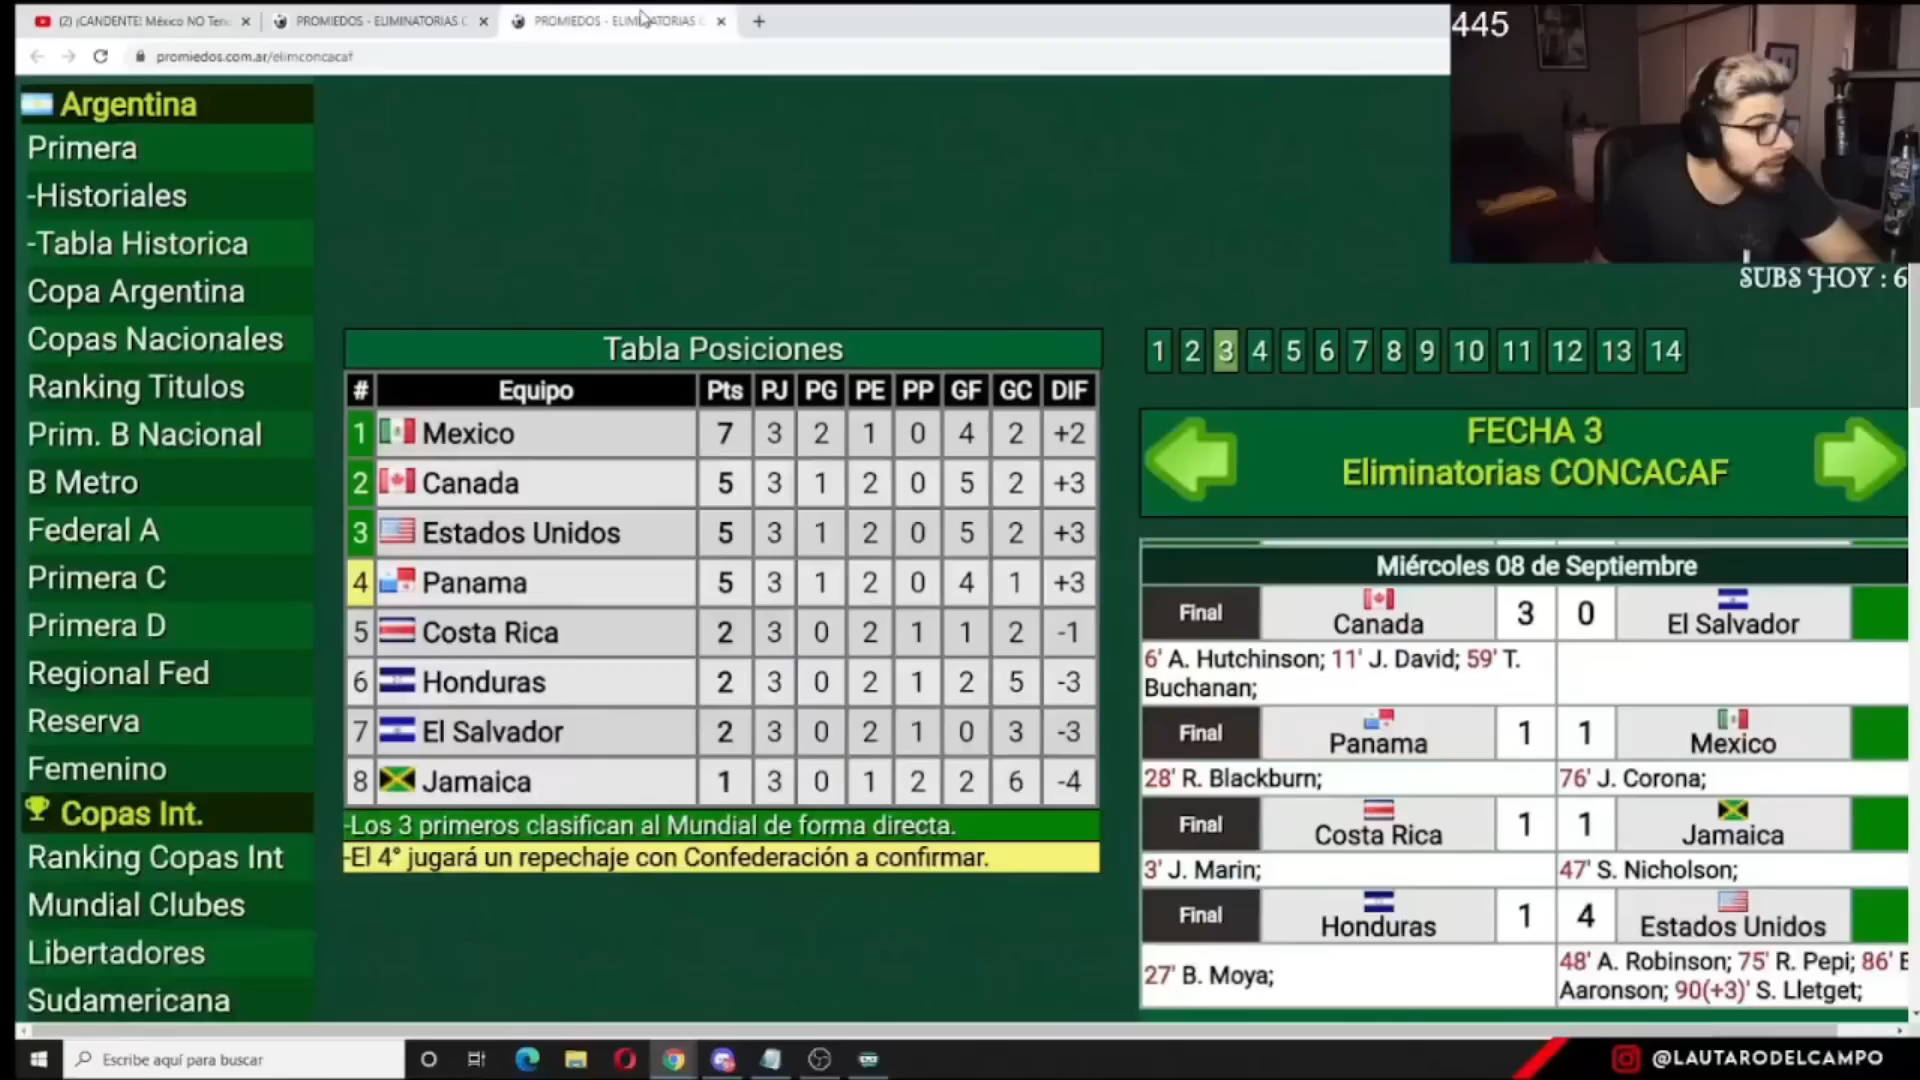 (2) ¡CANDENTE! México NO Ten
PROMIEDOS - ELIMINATORIAS C
PROMIEDOS - ELIMINATORIAS C
promiedos.com.ar/elimconcacaf
445
SUBS HOY : 6
Argentina
Primera
-Historiales
-Tabla Historica
Copa Argentina
Copas Nacionales
Ranking Titulos
Prim. B Nacional
B Metro
Federal A
Primera C
Primera D
Regional Fed
Reserva
Femenino
Copas Int.
Ranking Copas Int
Mundial Clubes
Libertadores
Sudamericana
Tabla Posiciones
# Equipo Pts PJ PG PE PP GF GC DIF
1 Mexico 7 3 2 1 0 4 2 +2
2 Canada 5 3 1 2 0 5 2 +3
3 Estados Unidos 5 3 1 2 0 5 2 +3
4 Panama 5 3 1 2 0 4 1 +3
5 Costa Rica 2 3 0 2 1 1 2 -1
6 Honduras 2 3 0 2 1 2 5 -3
7 El Salvador 2 3 0 2 1 0 3 -3
8 Jamaica 1 3 0 1 2 2 6 -4
-Los 3 primeros clasifican al Mundial de forma directa.
-El 4° jugará un repechaje con Confederación a confirmar.
1 2 3 4 5 6 7 8 9 10 11 12 13 14
FECHA 3
Eliminatorias CONCACAF
Miércoles 08 de Septiembre
Final Canada 3 0 El Salvador
6' A. Hutchinson; 11' J. David; 59' T.
Buchanan;
Final Panama 1 1 Mexico
28' R. Blackburn; 76' J. Corona;
Final Costa Rica 1 1 Jamaica
3' J. Marin; 47' S. Nicholson;
Final Honduras 1 4 Estados Unidos
27' B. Moya;
48' A. Robinson; 75' R. Pepi; 86' B
Aaronson; 90(+3)' S. Lletget;
Escribe aquí para buscar
@LAUTARODELCAMPO